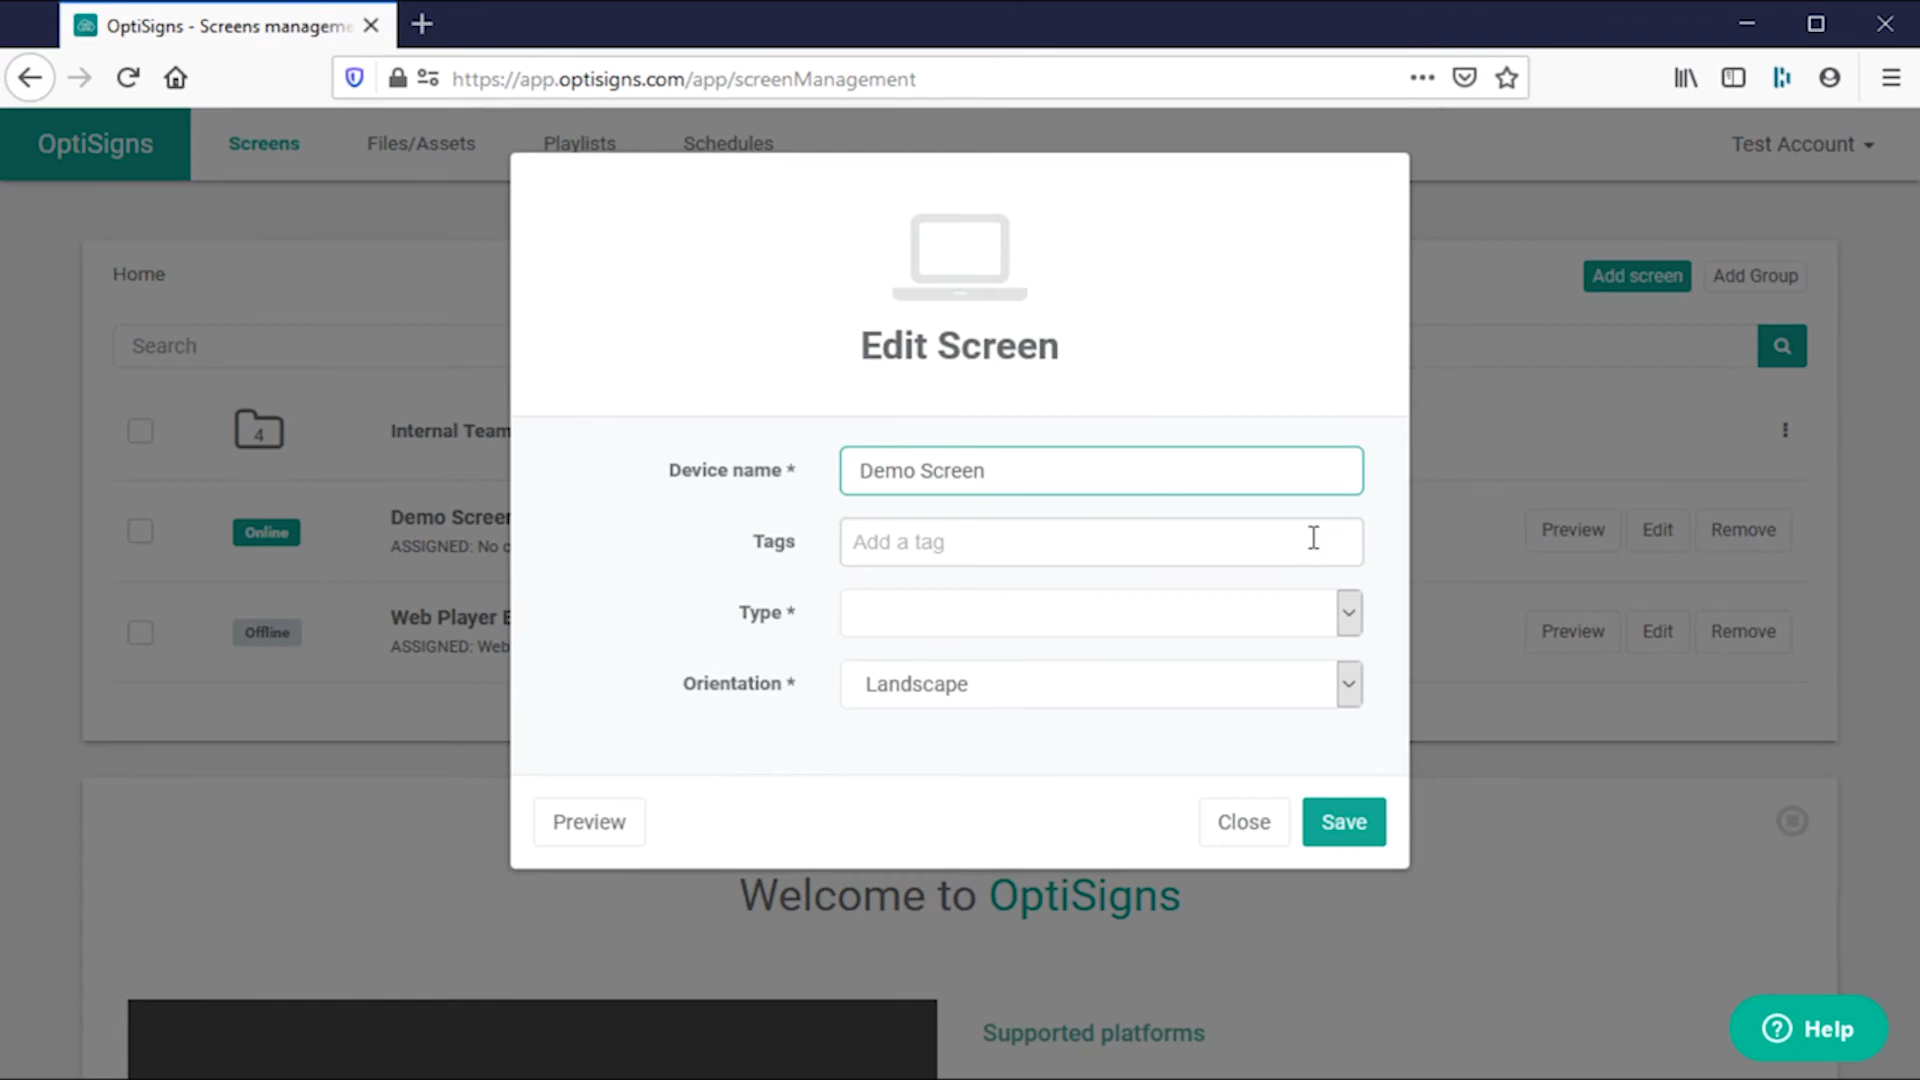 OptiSigns - Screens manageme
https://app.optisigns.com/app/screenManagement
OptiSigns
Screens
Files/Assets
Playlists
Schedules
Test Account
Home
Add screen
Add Group
Search
4
Internal Team
Online
Demo Screen
ASSIGNED: No c
Preview
Edit
Remove
Offline
Web Player E
ASSIGNED: Web
Preview
Edit
Remove
Edit Screen
Device name *
Demo Screen
Tags
Add a tag
Type *
Orientation *
Landscape
Preview
Close
Save
Welcome to OptiSigns
Supported platforms
? Help